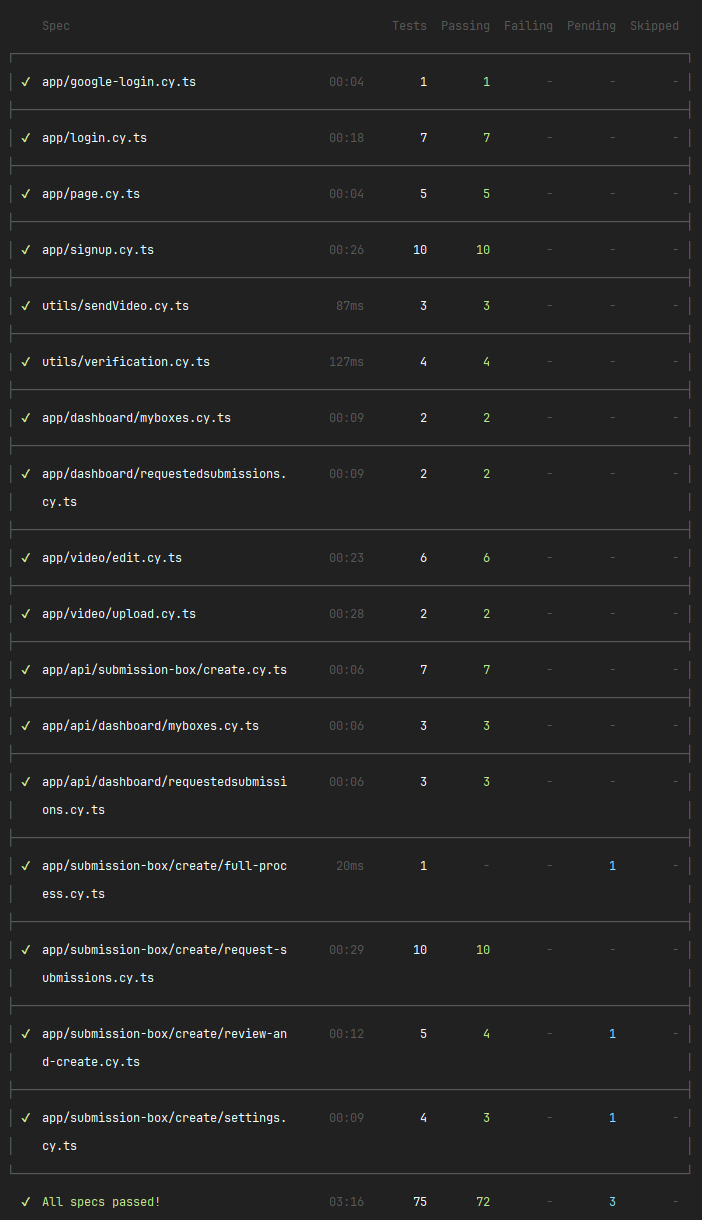 Spec Tests Passing Failing Pending Skipped
✓ app/google-login.cy.ts 00:04 1 1 - - -
✓ app/login.cy.ts 00:18 7 7 - - -
✓ app/page.cy.ts 00:04 5 5 - - -
✓ app/signup.cy.ts 00:26 10 10 - - -
✓ utils/sendVideo.cy.ts 87ms 3 3 - - -
✓ utils/verification.cy.ts 127ms 4 4 - - -
✓ app/dashboard/myboxes.cy.ts 00:09 2 2 - - -
✓ app/dashboard/requestedsubmissions. 00:09 2 2 - - -
cy.ts
✓ app/video/edit.cy.ts 00:23 6 6 - - -
✓ app/video/upload.cy.ts 00:28 2 2 - - -
✓ app/api/submission-box/create.cy.ts 00:06 7 7 - - -
✓ app/api/dashboard/myboxes.cy.ts 00:06 3 3 - - -
✓ app/api/dashboard/requestedsubmissi 00:06 3 3 - - -
ons.cy.ts
✓ app/submission-box/create/full-proc 20ms 1 - - 1 -
ess.cy.ts
✓ app/submission-box/create/request-s 00:29 10 10 - - -
ubmissions.cy.ts
✓ app/submission-box/create/review-an 00:12 5 4 - 1 -
d-create.cy.ts
✓ app/submission-box/create/settings. 00:09 4 3 - 1 -
cy.ts
✓ All specs passed! 03:16 75 72 - 3 -